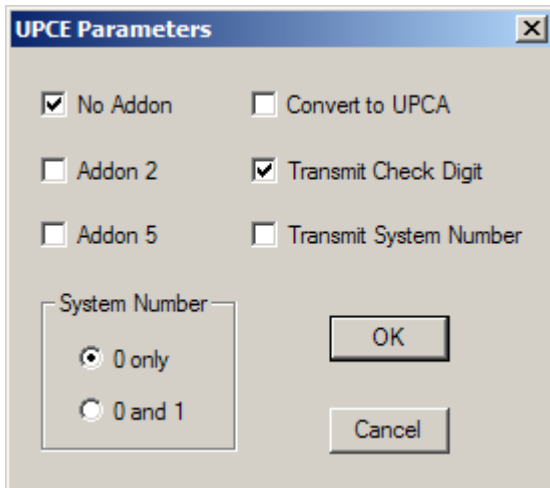 UPCE Parameters
No Addon
Convert to UPCA
Addon 2
Transmit Check Digit
Addon 5
Transmit System Number
System Number
0 only
0 and 1
OK
Cancel